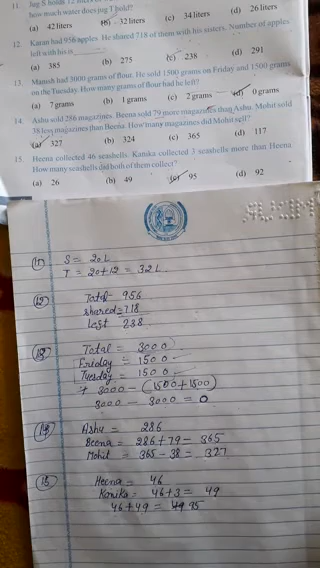 11. Jug S holds 12
how much water does jug T hold?
(a) 42 liters (b) 32 liters (c) 34 liters (d) 26 liters
12. Karan had 956 apples. He shared 718 of them with his sisters. Number of apples
left with his is
(a) 385 (b) 275 (c) 238 (d) 291
13. Manish had 3000 grams of flour. He sold 1500 grams on Friday and 1500 grams
on the Tuesday. How many grams of flour had be left?
(a) 7 grams (b) 1 grams (c) 2 grams (d) 0 grams
14. Ashu sold 286 magazines. Beena sold 79 more magazines than Ashu. Mohit sold
38 less magazines than Beena. How many magazines did Mohit sell?
(a) 327 (b) 324 (c) 365 (d) 117
15. Heena collected 46 seashells. Kanika collected 3 seashells more than Heena
How many seashells did both of them collect?
(a) 26 (b) 49 (c) 95 (d) 92
11) S = 20L
T = 20+12 = 32L
12) Total = 956
shared = 718
Left 238
13) Total = 3000
Friday = 1500
Tuesday = 1500
3000 - (1500+1500)
3000 - 3000 = 0
14) Ashu = 286
Beena = 286+79 = 365
Mohit = 365-38 = 327
15) Heena = 46
Kanika = 46+3 = 49
46+49 = 95